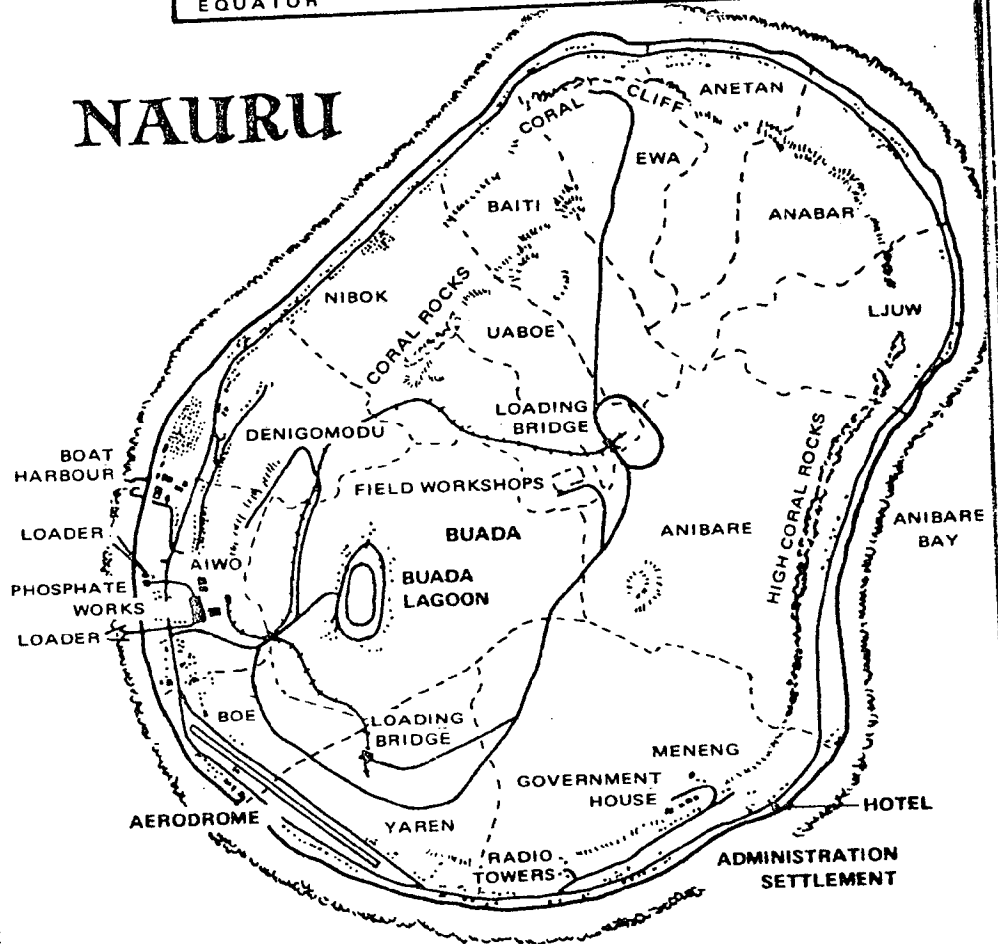 EQUATOR
NAURU
ANETAN
CORAL CLIFF
EWA
BAITI
ANABAR
NIBOK
CORAL ROCKS
UABOE
LJUW
LOADING
BRIDGE
DENIGOMODU
BOAT
HARBOUR
FIELD WORKSHOPS
HIGH CORAL ROCKS
BUADA
ANIBARE
ANIBARE
BAY
LOADER
AIWO
BUADA
LAGOON
PHOSPHATE
WORKS
LOADER
BOE
LOADING
BRIDGE
MENENG
GOVERNMENT
HOUSE
HOTEL
AERODROME
YAREN
RADIO
TOWERS
ADMINISTRATION
SETTLEMENT